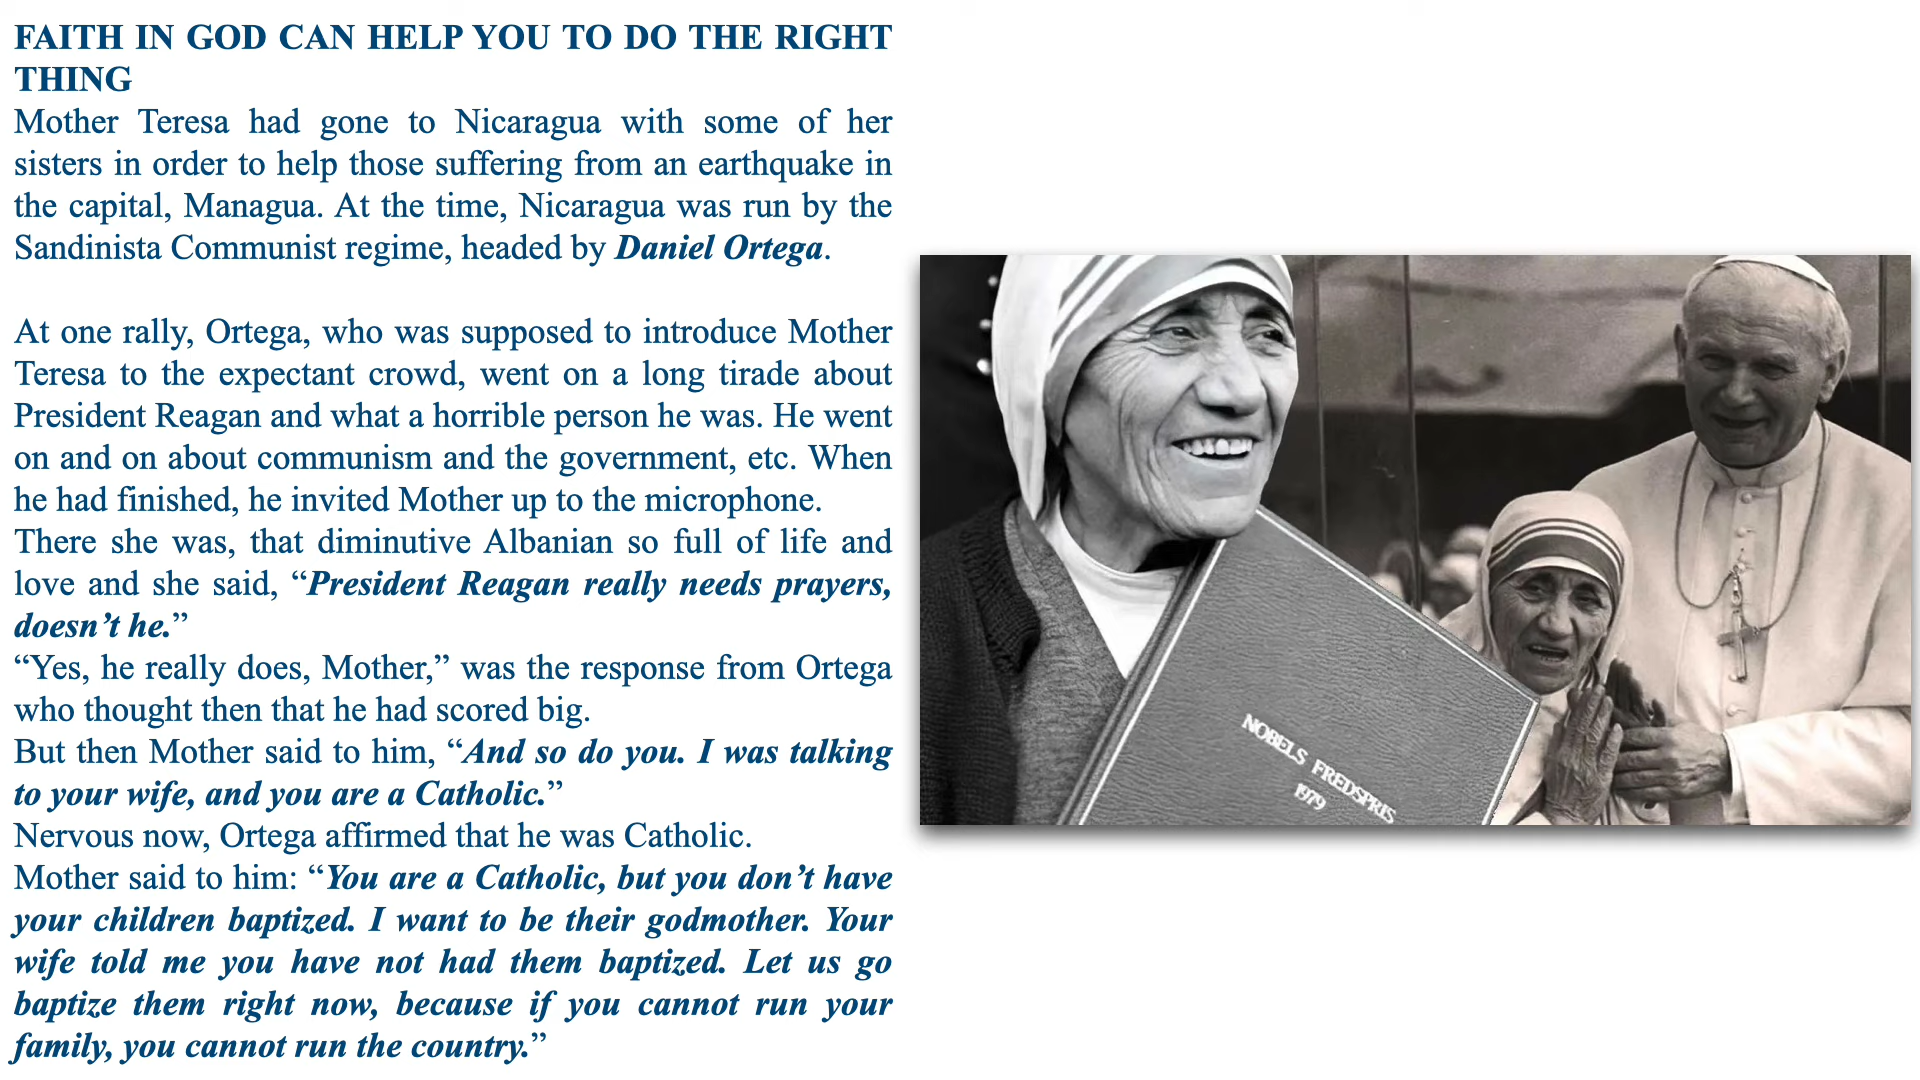 FAITH IN GOD CAN HELP YOU TO DO THE RIGHT
THING
Mother Teresa had gone to Nicaragua with some of her
sisters in order to help those suffering from an earthquake in
the capital, Managua. At the time, Nicaragua was run by the
Sandinista Communist regime, headed by Daniel Ortega.
At one rally, Ortega, who was supposed to introduce Mother
Teresa to the expectant crowd, went on a long tirade about
President Reagan and what a horrible person he was. He went
on and on about communism and the government, etc. When
he had finished, he invited Mother up to the microphone.
There she was, that diminutive Albanian so full of life and
love and she said, “President Reagan really needs prayers,
doesn’t he.”
“Yes, he really does, Mother,” was the response from Ortega
who thought then that he had scored big.
But then Mother said to him, “And so do you. I was talking
to your wife, and you are a Catholic.”
Nervous now, Ortega affirmed that he was Catholic.
Mother said to him: “You are a Catholic, but you don’t have
your children baptized. I want to be their godmother. Your
wife told me you have not had them baptized. Let us go
baptize them right now, because if you cannot run your
family, you cannot run the country.”
NOBELS FREDSPRIS
1979